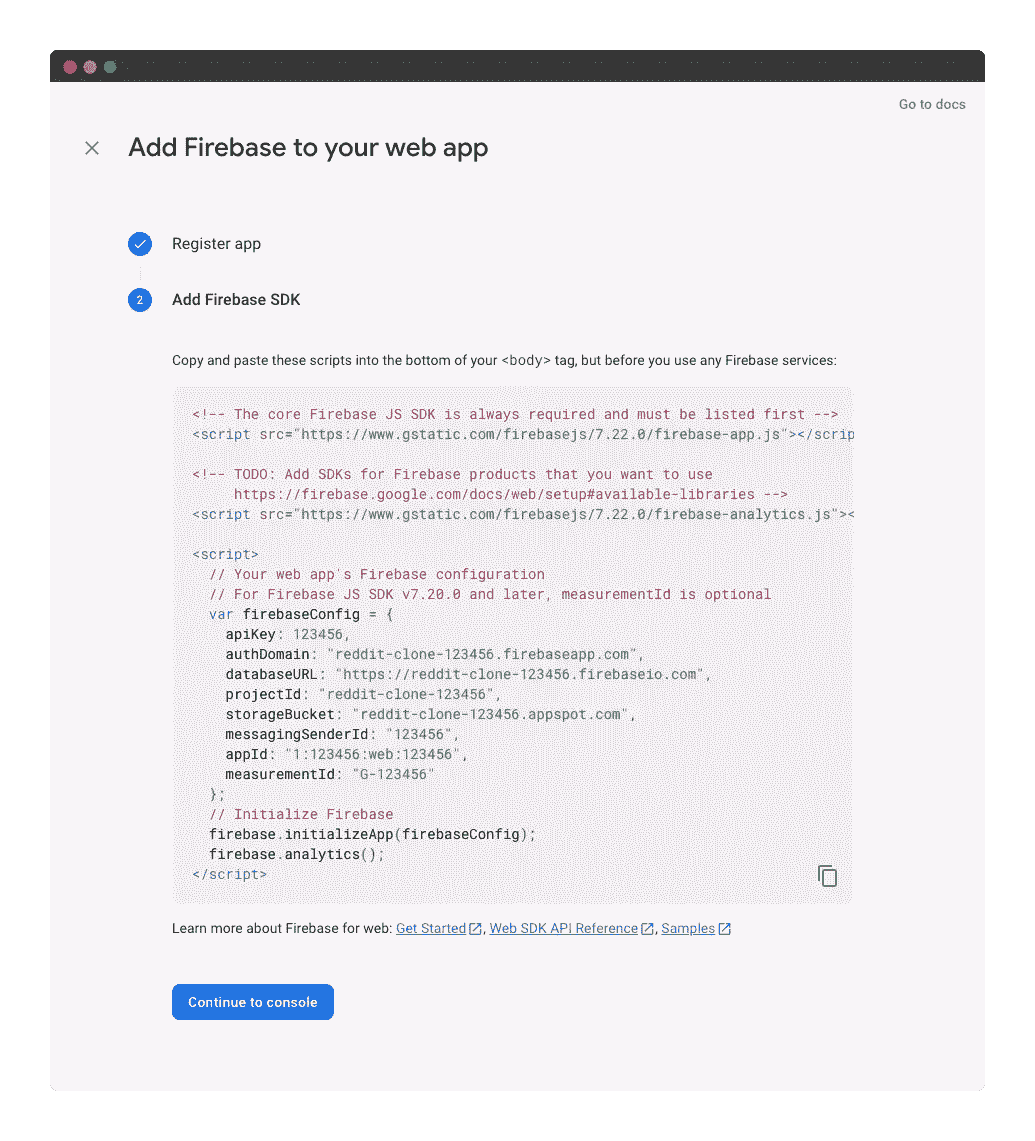 Go to docs
Add Firebase to your web app
Register app
2
Add Firebase SDK
Copy and paste these scripts into the bottom of your <body> tag, but before you use any Firebase services:
<!-- The core Firebase JS SDK is always required and must be listed first -->
<script src="https://www.gstatic.com/firebasejs/7.22.0/firebase-app.js"></scrip
<!-- TODO: Add SDKs for Firebase products that you want to use
https://firebase.google.com/docs/web/setup#available-libraries -->
<script src="https://www.gstatic.com/firebasejs/7.22.0/firebase-analytics.js"><
<script>
// Your web app's Firebase configuration
// For Firebase JS SDK v7.20.0 and later, measurementId is optional
var firebaseConfig = {
apiKey: 123456,
authDomain: "reddit-clone-123456.firebaseapp.com",
databaseURL: "https://reddit-clone-123456.firebaseio.com",
projectId: "reddit-clone-123456",
storageBucket: "reddit-clone-123456.appspot.com",
messagingSenderId: "123456",
appId: "1:123456:web:123456",
measurementId: "G-123456"
};
// Initialize Firebase
firebase.initializeApp(firebaseConfig);
firebase.analytics();
</script>
Learn more about Firebase for web: Get Started, Web SDK API Reference, Samples
Continue to console